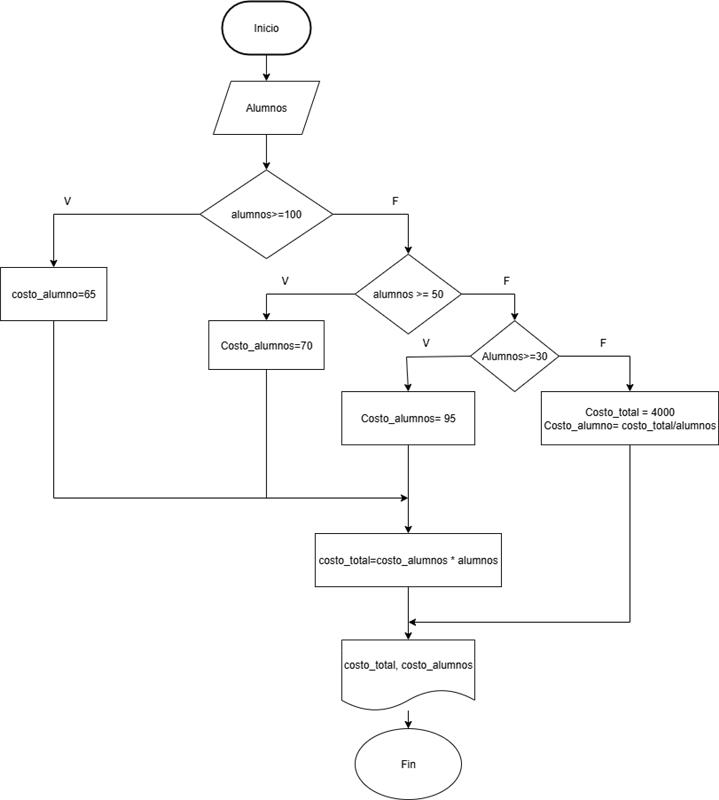 Inicio
Alumnos
alumnos>=100
V
F
costo_alumno=65
alumnos >= 50
V
F
Costo_alumnos=70
Alumnos>=30
V
F
Costo_alumnos= 95
Costo_total = 4000
Costo_alumno= costo_total/alumnos
costo_total=costo_alumnos * alumnos
costo_total, costo_alumnos
Fin